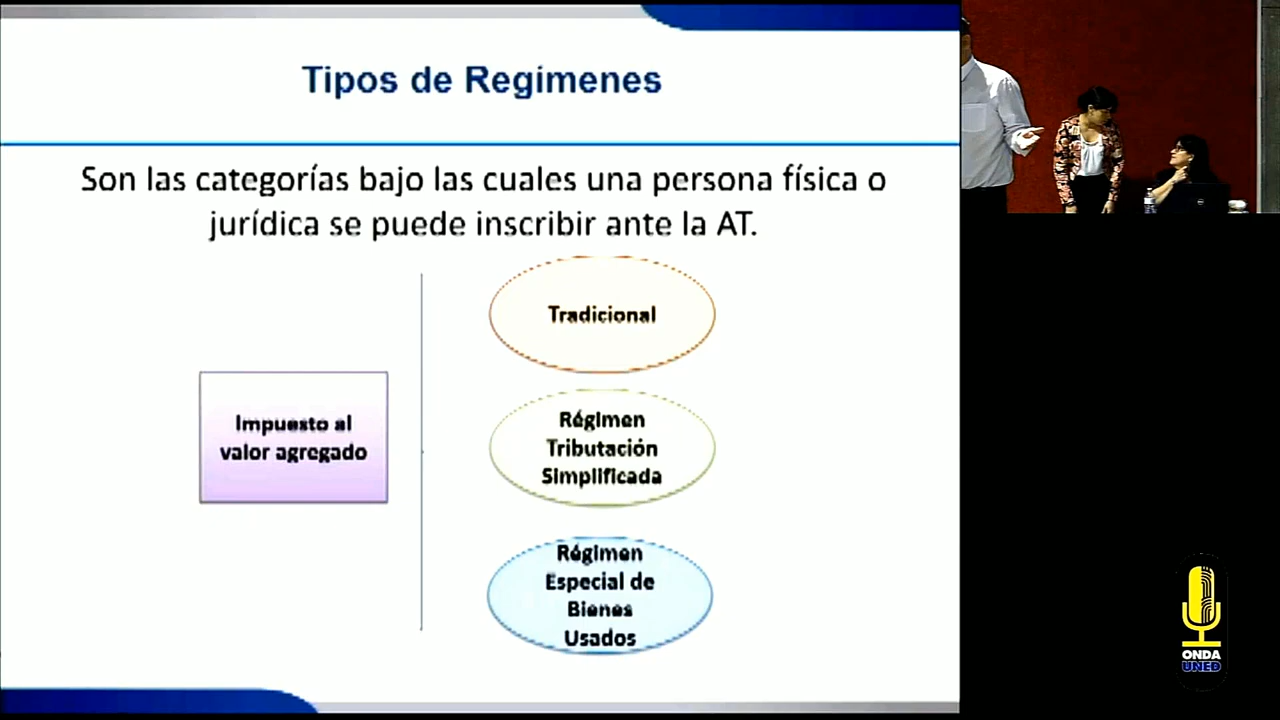 Tipos de Regimenes
Son las categorías bajo las cuales una persona física o
jurídica se puede inscribir ante la AT.
Impuesto al
valor agregado
Tradicional
Régimen
Tributación
Simplificada
Régimen
Especial de
Bienes
Usados
ONDA
UNED